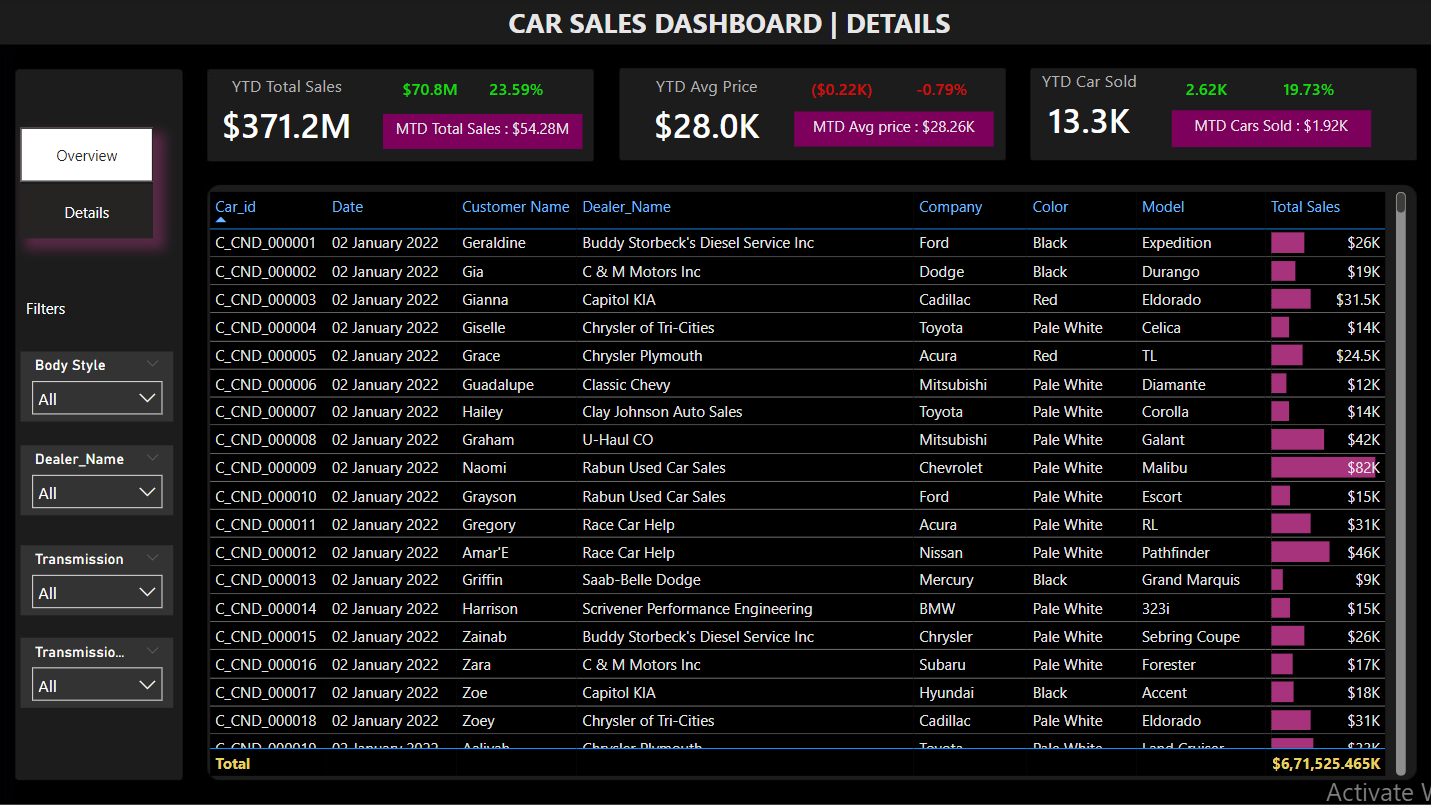 CAR SALES DASHBOARD | DETAILS
YTD Total Sales $70.8M 23.59%
$371.2M MTD Total Sales : $54.28M
YTD Avg Price ($0.22K) -0.79%
$28.0K MTD Avg price : $28.26K
YTD Car Sold 2.62K 19.73%
13.3K MTD Cars Sold : $1.92K
Overview
Details
Filters
Body Style
All
Dealer_Name
All
Transmission
All
Transmissio...
All
Car_id Date Customer Name Dealer_Name Company Color Model Total Sales
C_CND_000001 02 January 2022 Geraldine Buddy Storbeck's Diesel Service Inc Ford Black Expedition $26K
C_CND_000002 02 January 2022 Gia C & M Motors Inc Dodge Black Durango $19K
C_CND_000003 02 January 2022 Gianna Capitol KIA Cadillac Red Eldorado $31.5K
C_CND_000004 02 January 2022 Giselle Chrysler of Tri-Cities Toyota Pale White Celica $14K
C_CND_000005 02 January 2022 Grace Chrysler Plymouth Acura Red TL $24.5K
C_CND_000006 02 January 2022 Guadalupe Classic Chevy Mitsubishi Pale White Diamante $12K
C_CND_000007 02 January 2022 Hailey Clay Johnson Auto Sales Toyota Pale White Corolla $14K
C_CND_000008 02 January 2022 Graham U-Haul CO Mitsubishi Pale White Galant $42K
C_CND_000009 02 January 2022 Naomi Rabun Used Car Sales Chevrolet Pale White Malibu $82K
C_CND_000010 02 January 2022 Grayson Rabun Used Car Sales Ford Pale White Escort $15K
C_CND_000011 02 January 2022 Gregory Race Car Help Acura Pale White RL $31K
C_CND_000012 02 January 2022 Amar'E Race Car Help Nissan Pale White Pathfinder $46K
C_CND_000013 02 January 2022 Griffin Saab-Belle Dodge Mercury Black Grand Marquis $9K
C_CND_000014 02 January 2022 Harrison Scrivener Performance Engineering BMW Pale White 323i $15K
C_CND_000015 02 January 2022 Zainab Buddy Storbeck's Diesel Service Inc Chrysler Pale White Sebring Coupe $26K
C_CND_000016 02 January 2022 Zara C & M Motors Inc Subaru Pale White Forester $17K
C_CND_000017 02 January 2022 Zoe Capitol KIA Hyundai Black Accent $18K
C_CND_000018 02 January 2022 Zoey Chrysler of Tri-Cities Cadillac Pale White Eldorado $31K
C_CND_000019 02 January 2022 Aaliyah Chrysler Plymouth Toyota Pale White Land Cruiser
Total $6,71,525.465K
Activate